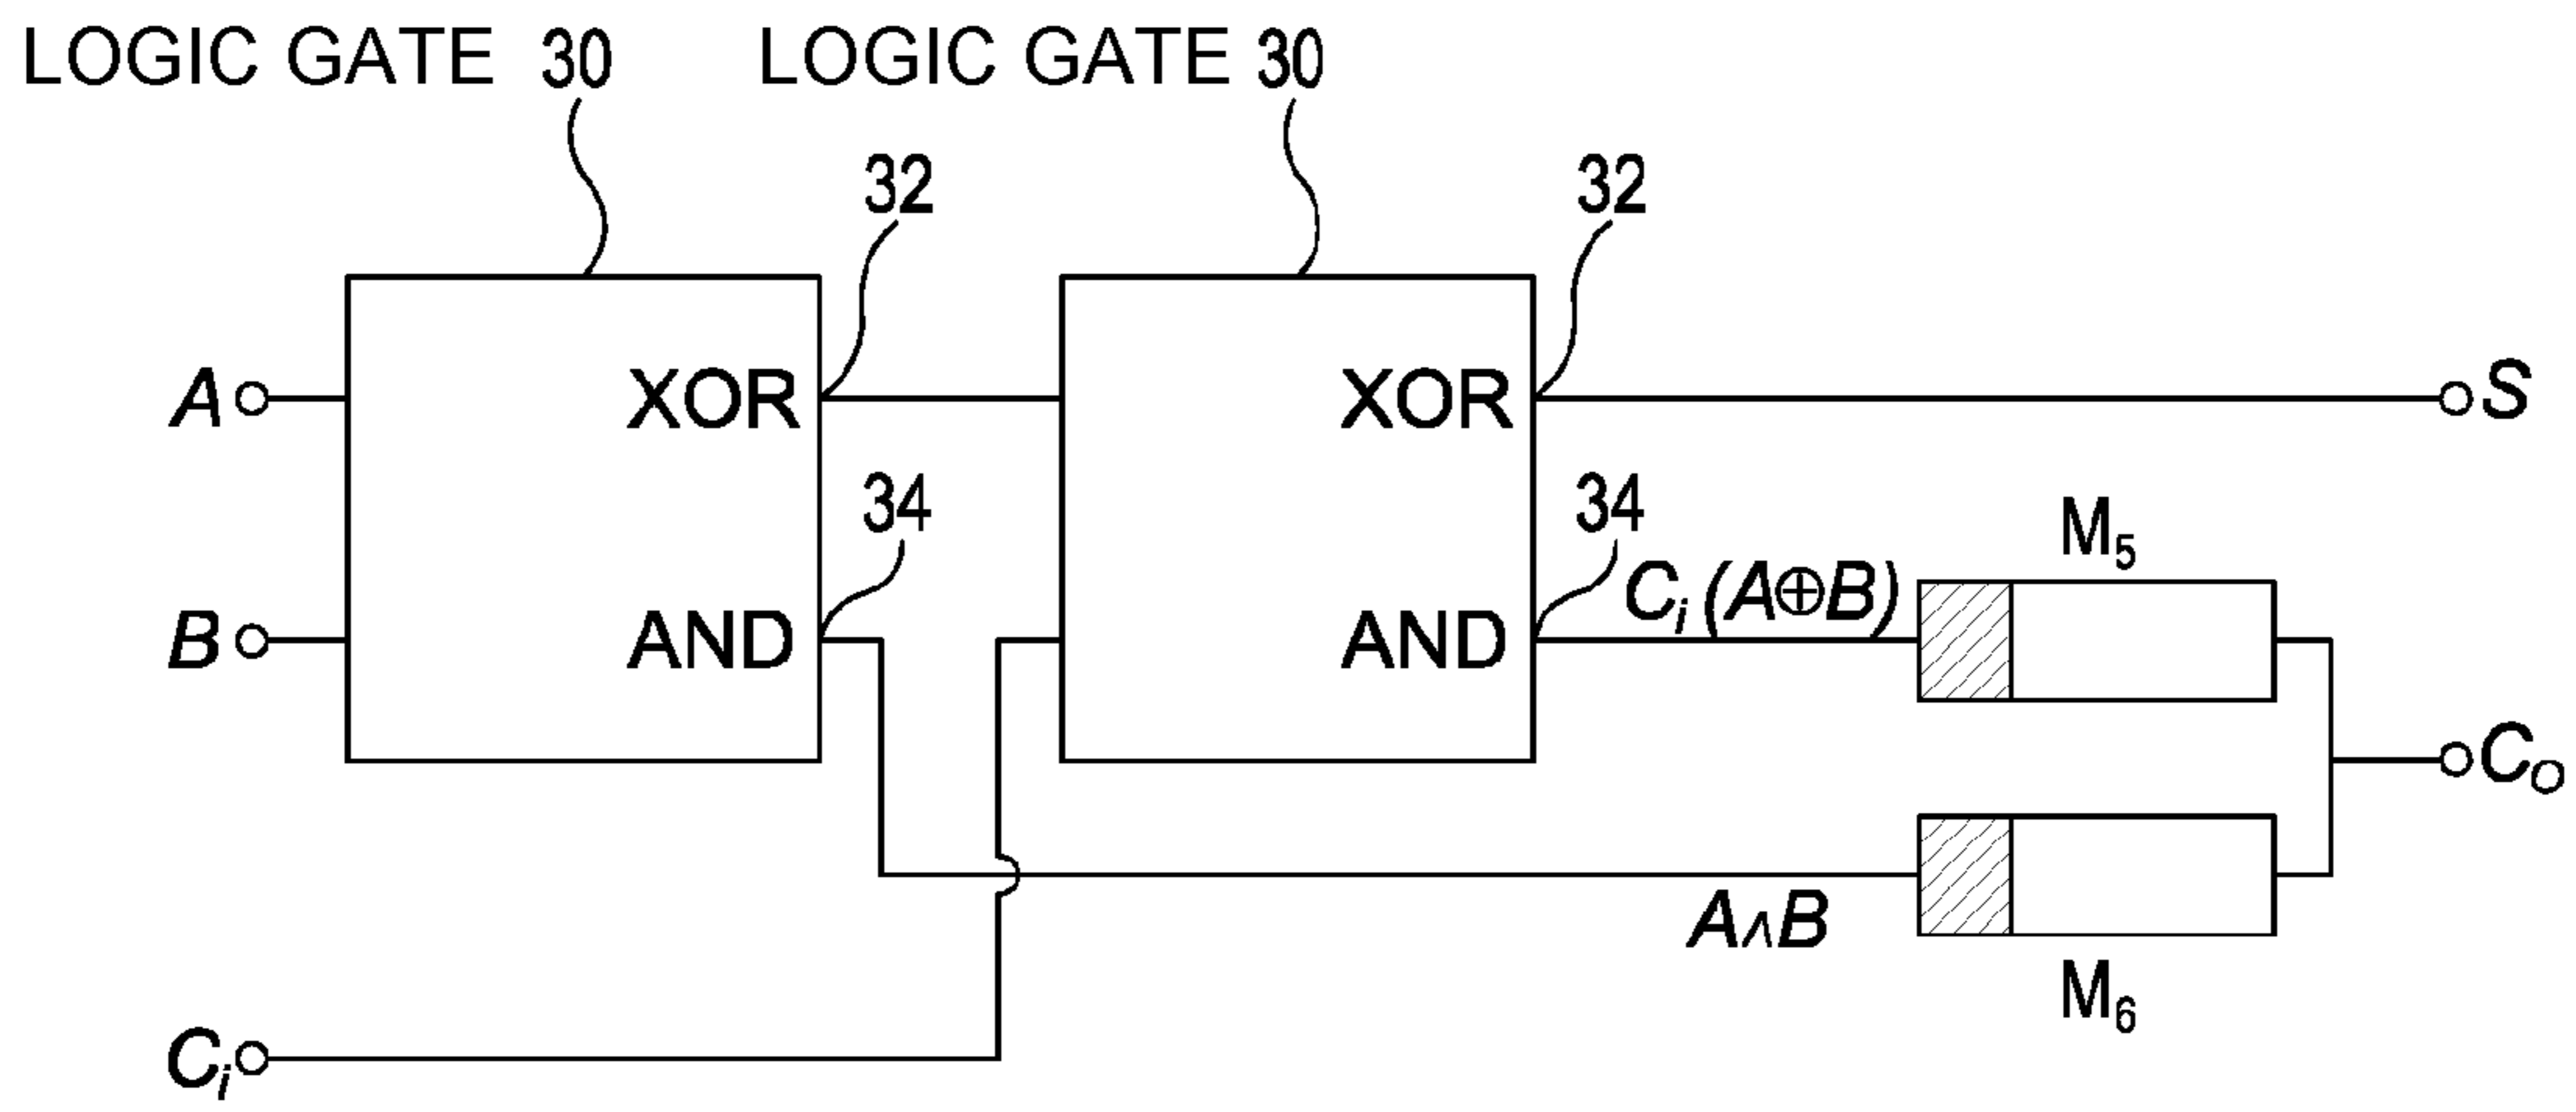 LOGIC GATE 30
LOGIC GATE 30
32
32
A
XOR
XOR
S
34
34
M5
Ci (A⊕B)
B
AND
AND
CO
A∧B
M6
Ci